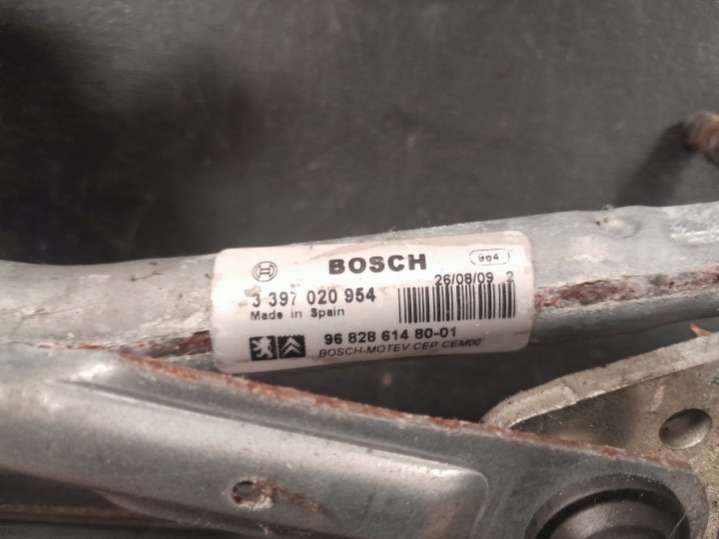 BOSCH 964
3 397 020 954 26/08/09 2
Made in Spain
96 828 614 80-01
BOSCH-MOTEV CEP CEM00